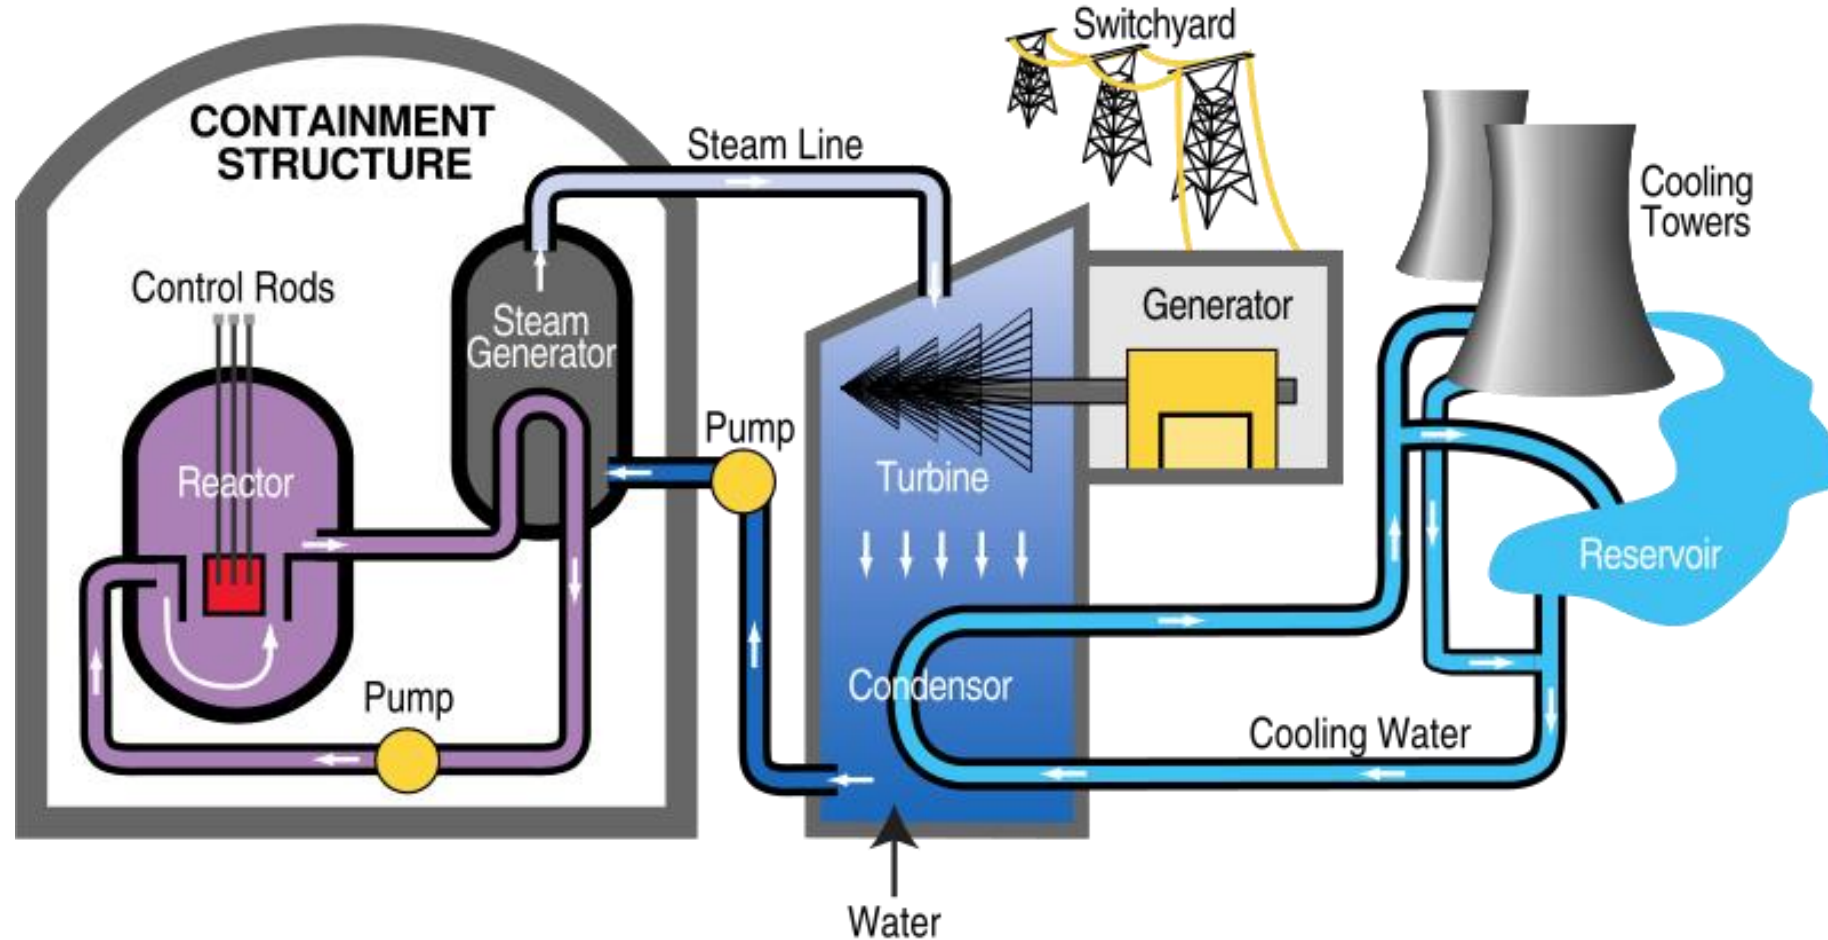 Switchyard
CONTAINMENT
STRUCTURE
Steam Line
Cooling
Towers
Control Rods
Steam
Generator
Generator
Pump
Reactor
Turbine
Reservoir
Condensor
Pump
Cooling Water
Water